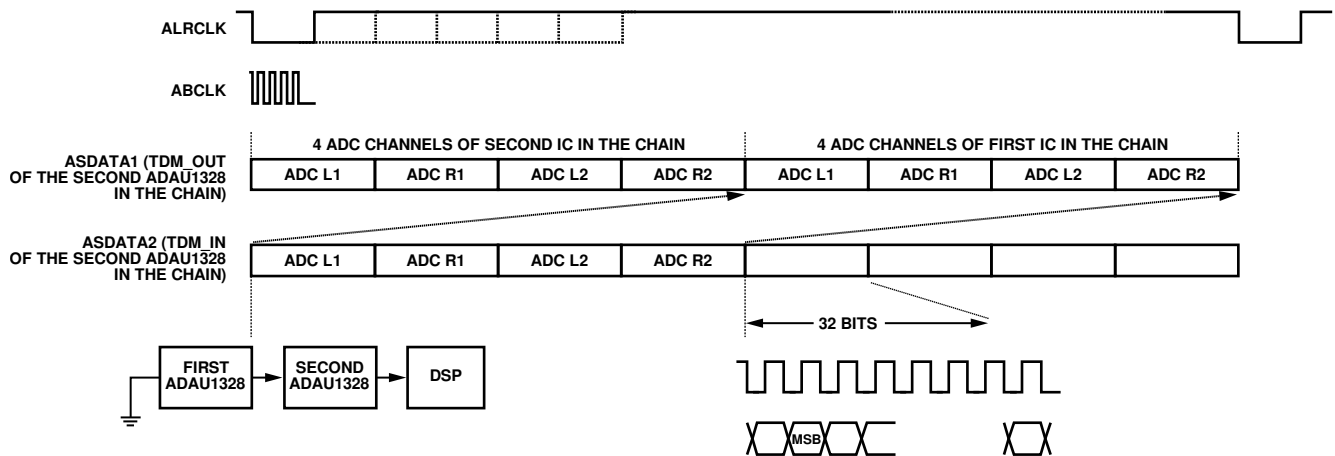 ALRCLK
ABCLK
4 ADC CHANNELS OF SECOND IC IN THE CHAIN
4 ADC CHANNELS OF FIRST IC IN THE CHAIN
ASDATA1 (TDM_OUT
OF THE SECOND ADAU1328
IN THE CHAIN)
ADC L1
ADC R1
ADC L2
ADC R2
ADC L1
ADC R1
ADC L2
ADC R2
ASDATA2 (TDM_IN
OF THE SECOND ADAU1328
IN THE CHAIN)
ADC L1
ADC R1
ADC L2
ADC R2
32 BITS
FIRST
ADAU1328
SECOND
ADAU1328
DSP
MSB